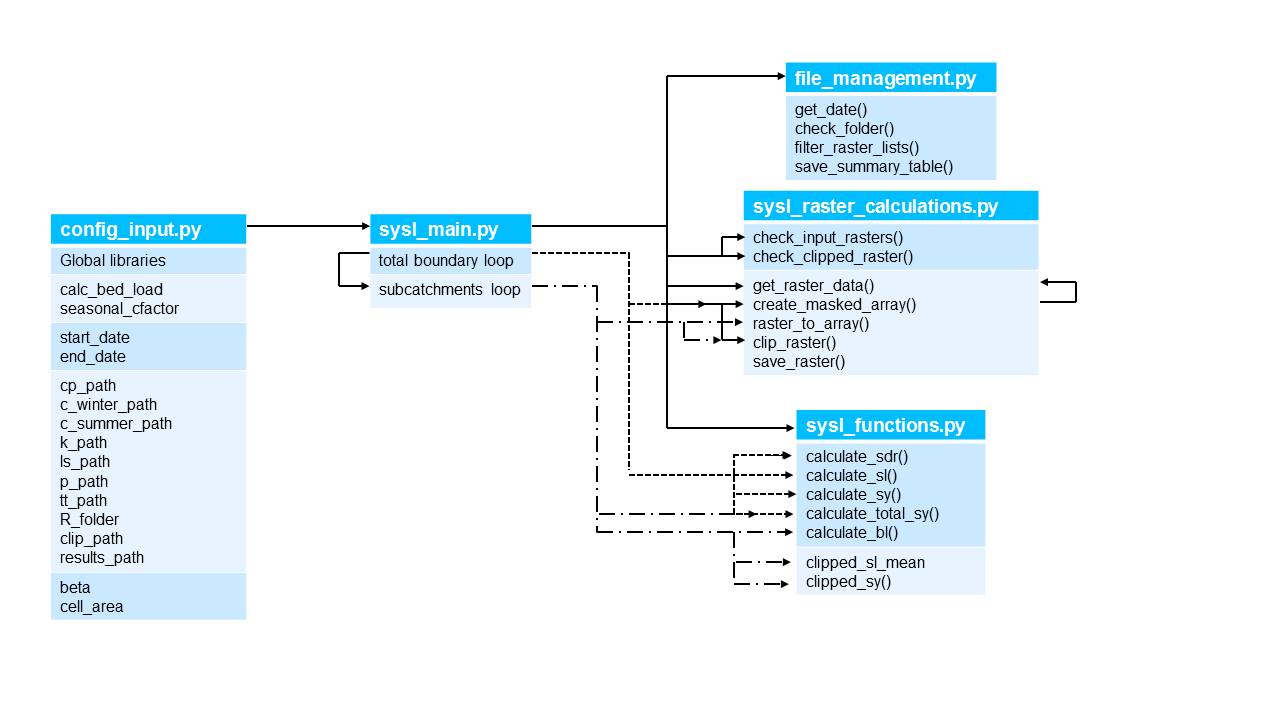 config_input.py
Global libraries
calc_bed_load
seasonal_cfactor
start_date
end_date
cp_path
c_winter_path
c_summer_path
k_path
ls_path
p_path
tt_path
R_folder
clip_path
results_path
beta
cell_area
sysl_main.py
total boundary loop
subcatchments loop
file_management.py
get_date()
check_folder()
filter_raster_lists()
save_summary_table()
sysl_raster_calculations.py
check_input_rasters()
check_clipped_raster()
get_raster_data()
create_masked_array()
raster_to_array()
clip_raster()
save_raster()
sysl_functions.py
calculate_sdr()
calculate_sl()
calculate_sy()
calculate_total_sy()
calculate_bl()
clipped_sl_mean
clipped_sy()